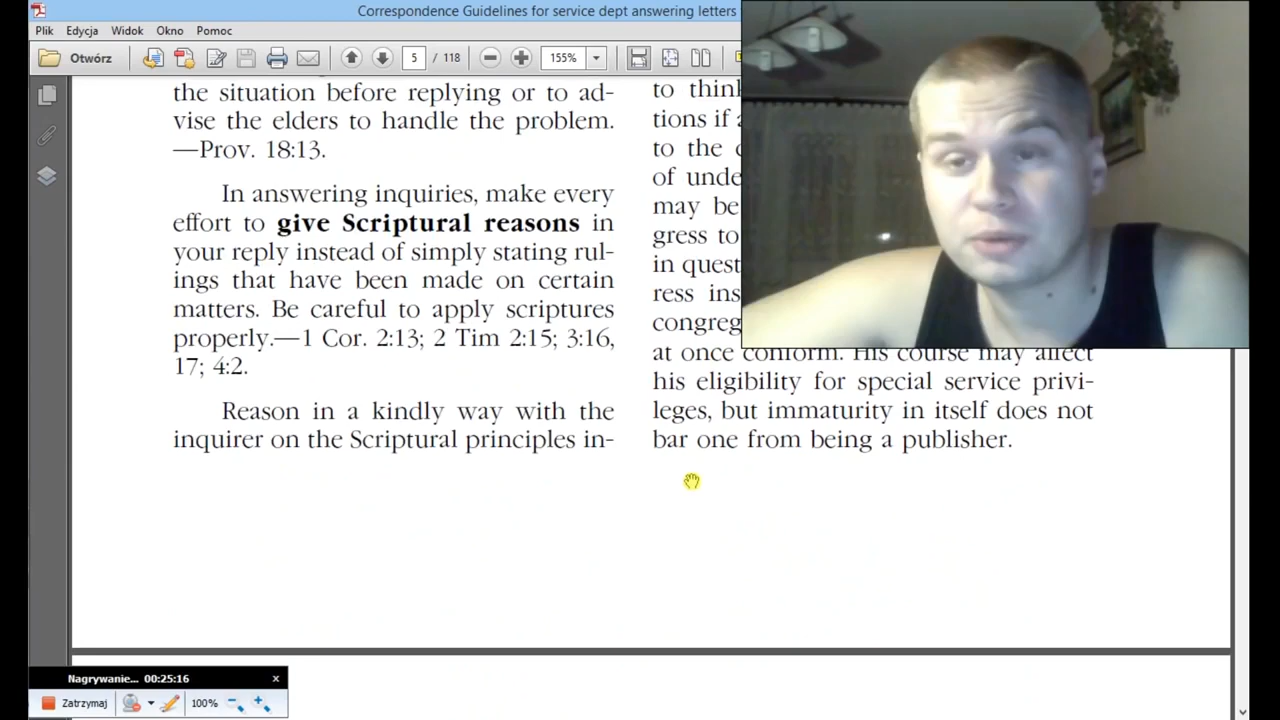 Correspondence Guidelines for service dept answering letters
Plik Edycja Widok Okno Pomoc
Otwórz 5 / 118 155%
the situation before replying or to ad-
vise the elders to handle the problem.
—Prov. 18:13.
In answering inquiries, make every
effort to give Scriptural reasons in
your reply instead of simply stating rul-
ings that have been made on certain
matters. Be careful to apply scriptures
properly.—1 Cor. 2:13; 2 Tim 2:15; 3:16,
17; 4:2.
Reason in a kindly way with the
inquirer on the Scriptural principles in-
to
tions if
to the
of
may be
gress to
in
ress
at once conform. His course may affect
his eligibility for special service privi-
leges, but immaturity in itself does not
bar one from being a publisher.
Nagrywanie... 00:25:16
Zatrzymaj 100%